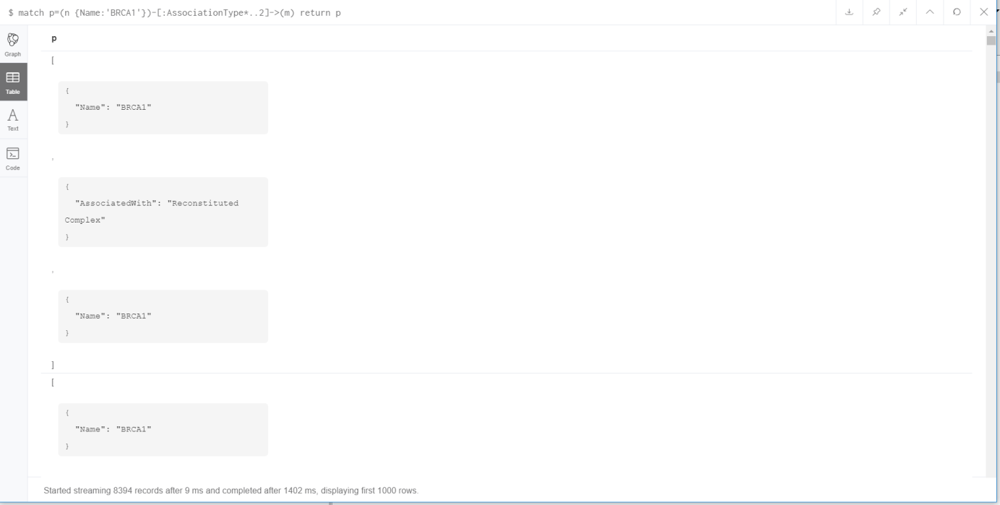 $ match p=(n {Name:'BRCA1'})-[:AssociationType*..2]->(m) return p
Graph
Table
Text
Code
p
[
{
"Name": "BRCA1"
}
,
{
"AssociatedWith": "Reconstituted
Complex"
}
,
{
"Name": "BRCA1"
}
]
[
{
"Name": "BRCA1"
}
Started streaming 8394 records after 9 ms and completed after 1402 ms, displaying first 1000 rows.